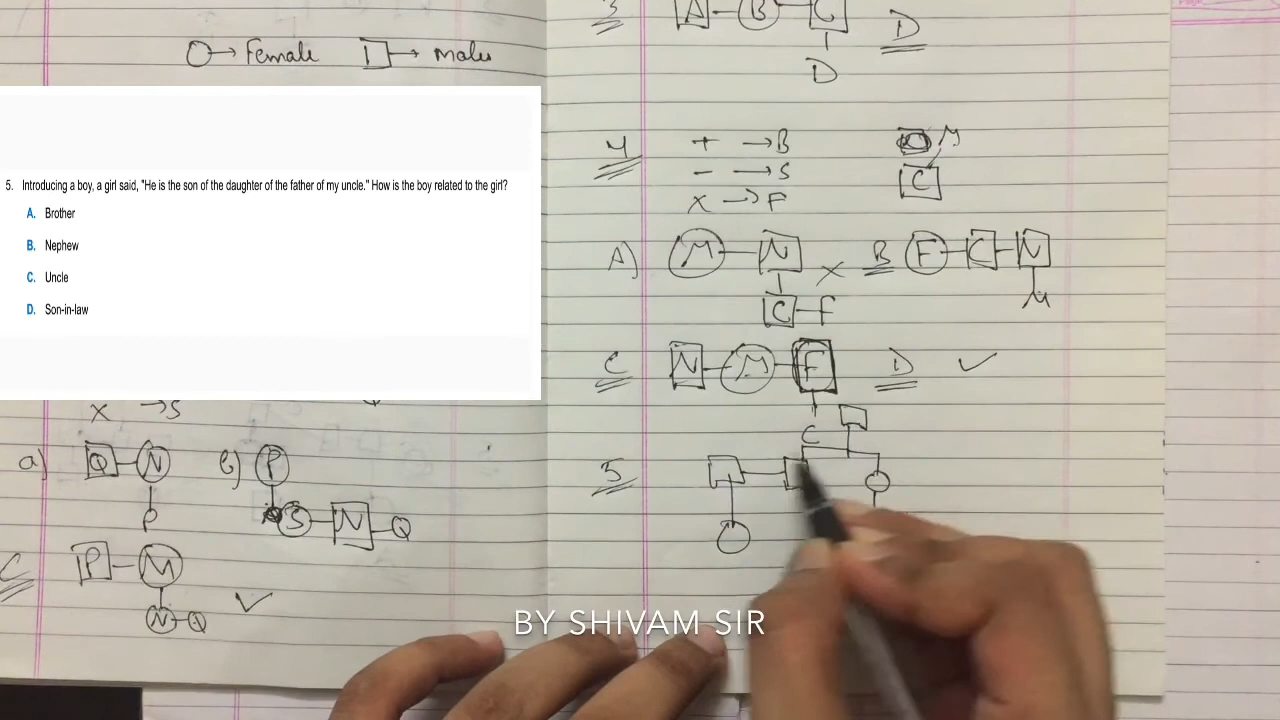 ○→ Female □→ males
5. Introducing a boy, a girl said, "He is the son of the daughter of the father of my uncle." How is the boy related to the girl?
A. Brother
B. Nephew
C. Uncle
D. Son-in-law
x → S
a) Q N
P
b) P
S N Q
C P M
N Q
3 A B C D
D
4 + → B
- → S
x → F
M
C
A) M N x
C F
B F C N
M
C N M F D ✓
C
5
BY SHIVAM SIR